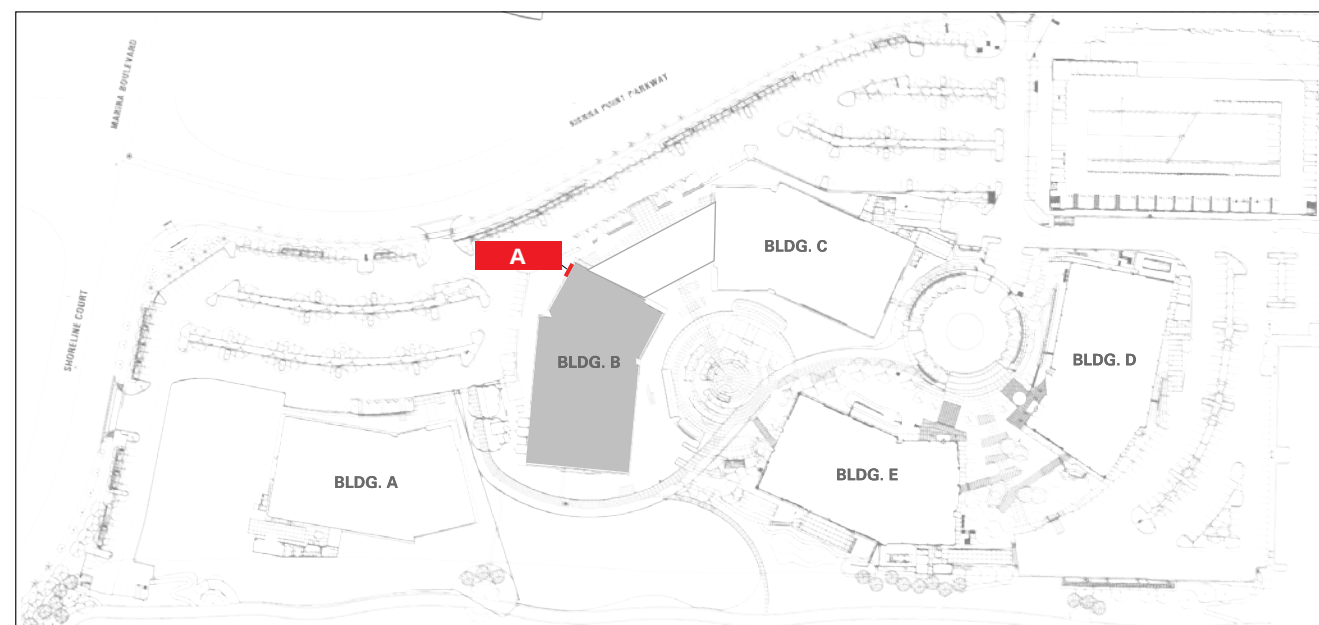 MARINA BOULEVARD
SIERRA POINT PARKWAY
A
BLDG. C
SHORELINE COURT
BLDG. B
BLDG. D
BLDG. A
BLDG. E